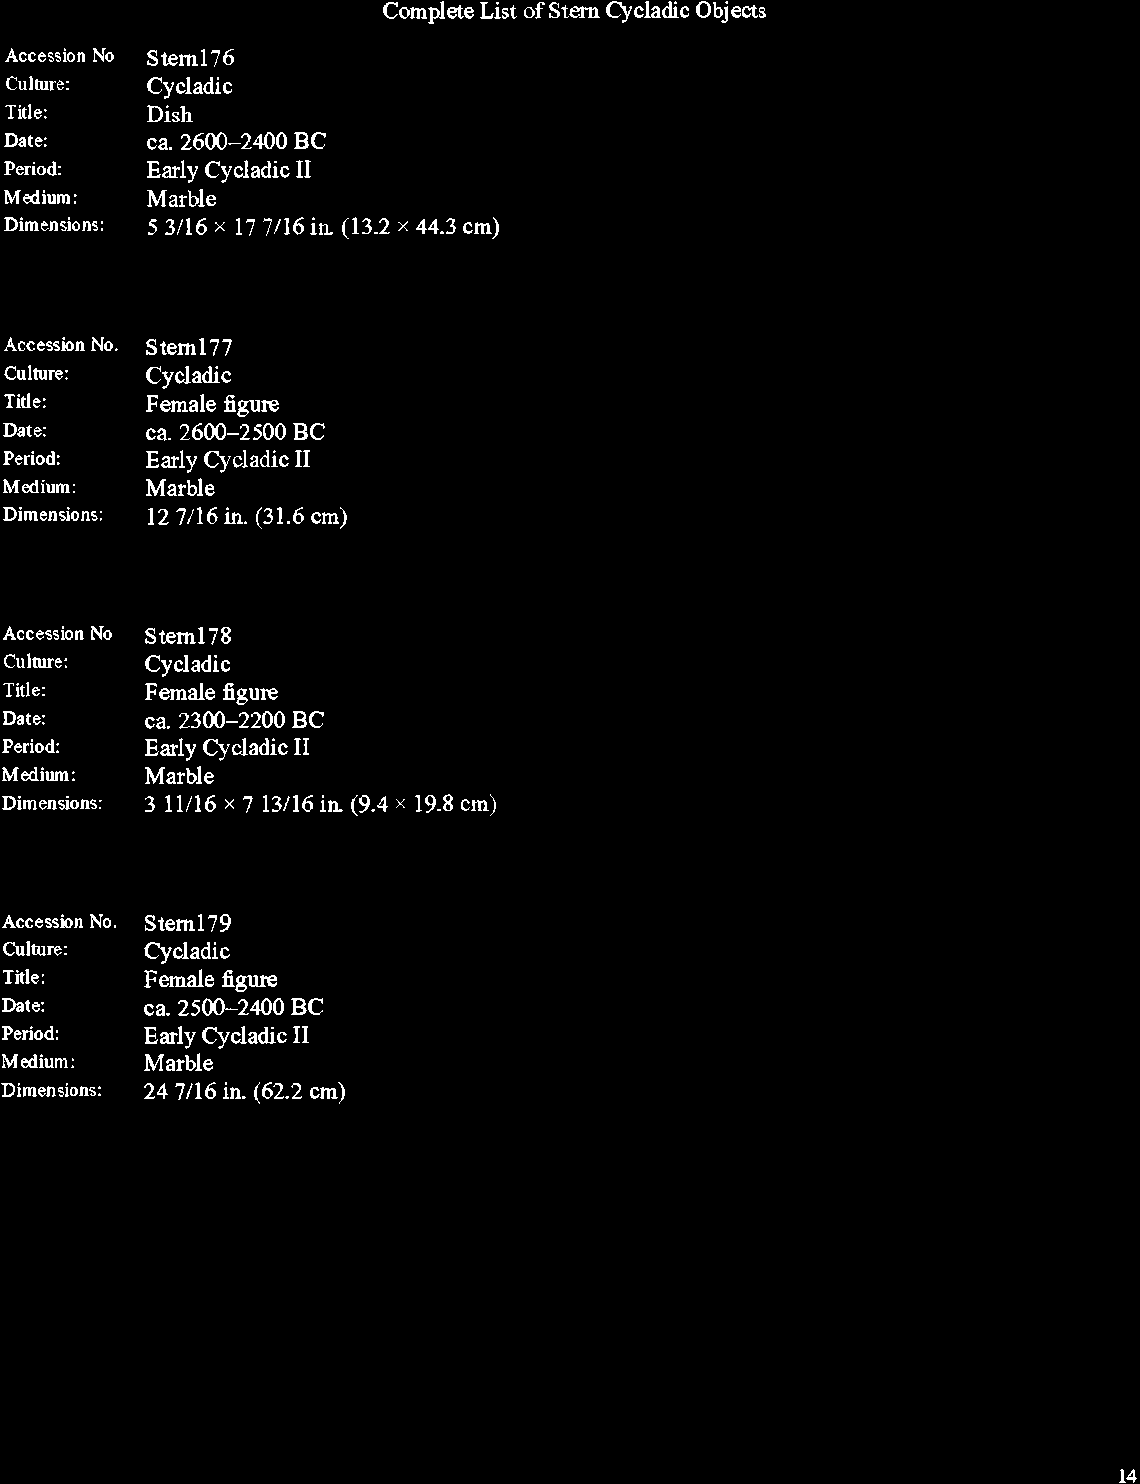 Complete List of Stern Cycladic Objects
Accession No Stern176
Culture: Cycladic
Title: Dish
Date: ca. 2600–2400 BC
Period: Early Cycladic II
Medium: Marble
Dimensions: 5 3/16 × 17 7/16 in. (13.2 × 44.3 cm)
Accession No. Stern177
Culture: Cycladic
Title: Female figure
Date: ca. 2600–2500 BC
Period: Early Cycladic II
Medium: Marble
Dimensions: 12 7/16 in. (31.6 cm)
Accession No Stern178
Culture: Cycladic
Title: Female figure
Date: ca. 2300–2200 BC
Period: Early Cycladic II
Medium: Marble
Dimensions: 3 11/16 × 7 13/16 in. (9.4 × 19.8 cm)
Accession No. Stern179
Culture: Cycladic
Title: Female figure
Date: ca. 2500–2400 BC
Period: Early Cycladic II
Medium: Marble
Dimensions: 24 7/16 in. (62.2 cm)
14